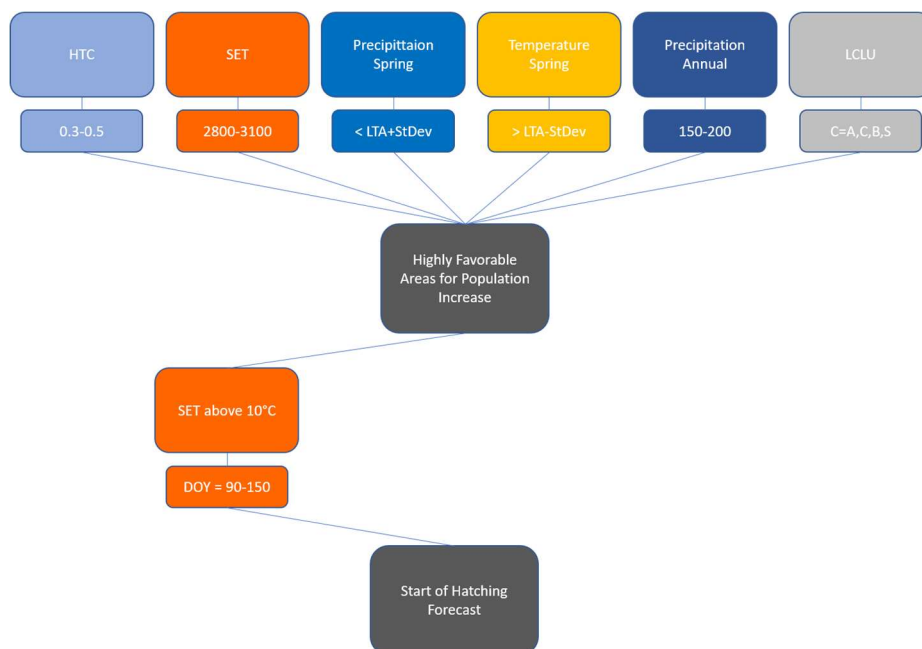 HTC
SET
Precipittaion
Spring
Temperature
Spring
Precipitation
Annual
LCLU
0.3-0.5
2800-3100
< LTA+StDev
> LTA-StDev
150-200
C=A,C,B,S
Highly Favorable
Areas for Population
Increase
SET above 10°C
DOY = 90-150
Start of Hatching
Forecast